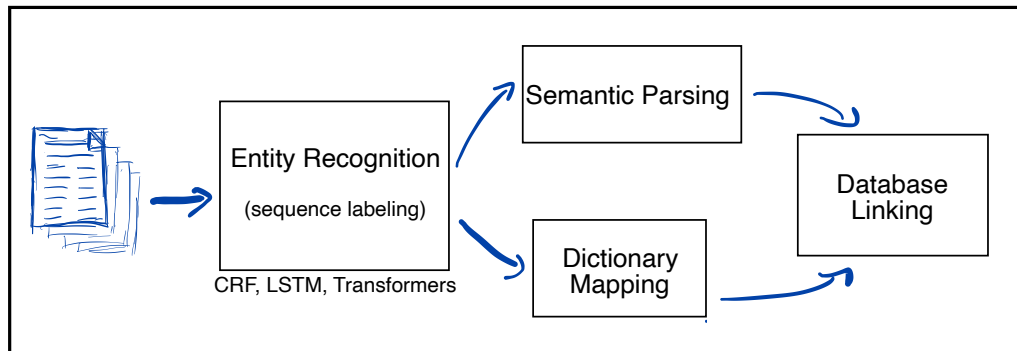 Entity Recognition
(sequence labeling)
CRF, LSTM, Transformers
Semantic Parsing
Dictionary
Mapping
Database
Linking